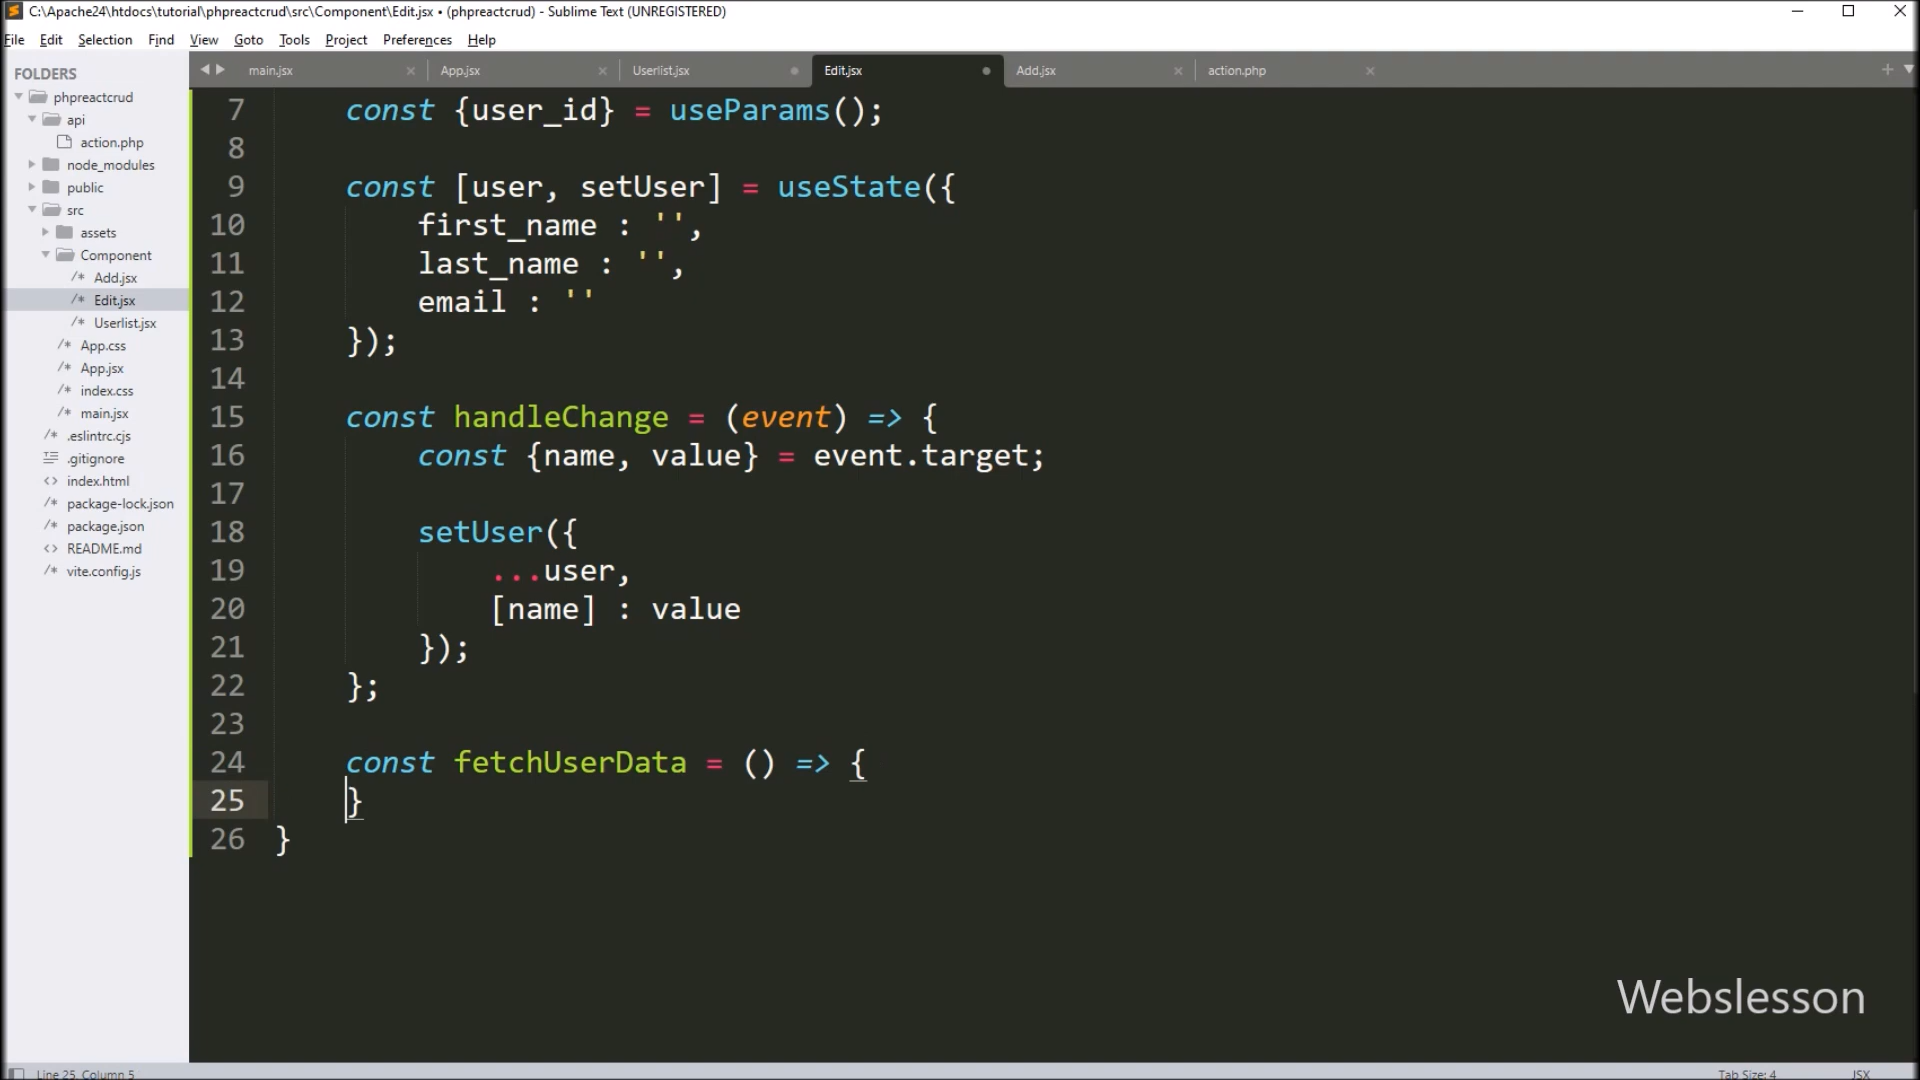 C:\Apache24\htdocs\tutorial\phpreactcrud\src\Component\Edit.jsx • (phpreactcrud) - Sublime Text (UNREGISTERED)
File Edit Selection Find View Goto Tools Project Preferences Help
FOLDERS
phpreactcrud
api
action.php
node_modules
public
src
assets
Component
/* Add.jsx
/* Edit.jsx
/* Userlist.jsx
/* App.css
/* App.jsx
/* index.css
/* main.jsx
/* .eslintrc.cjs
.gitignore
<> index.html
/* package-lock.json
/* package.json
<> README.md
/* vite.config.js
main.jsx App.jsx Userlist.jsx Edit.jsx Add.jsx action.php
7 const {user_id} = useParams();
8
9 const [user, setUser] = useState({
10 first_name : '',
11 last_name : '',
12 email : ''
13 });
14
15 const handleChange = (event) => {
16 const {name, value} = event.target;
17
18 setUser({
19 ...user,
20 [name] : value
21 });
22 };
23
24 const fetchUserData = () => {
25 }
26 }
Webslesson
Line 25, Column 5 Tab Size: 4 JSX